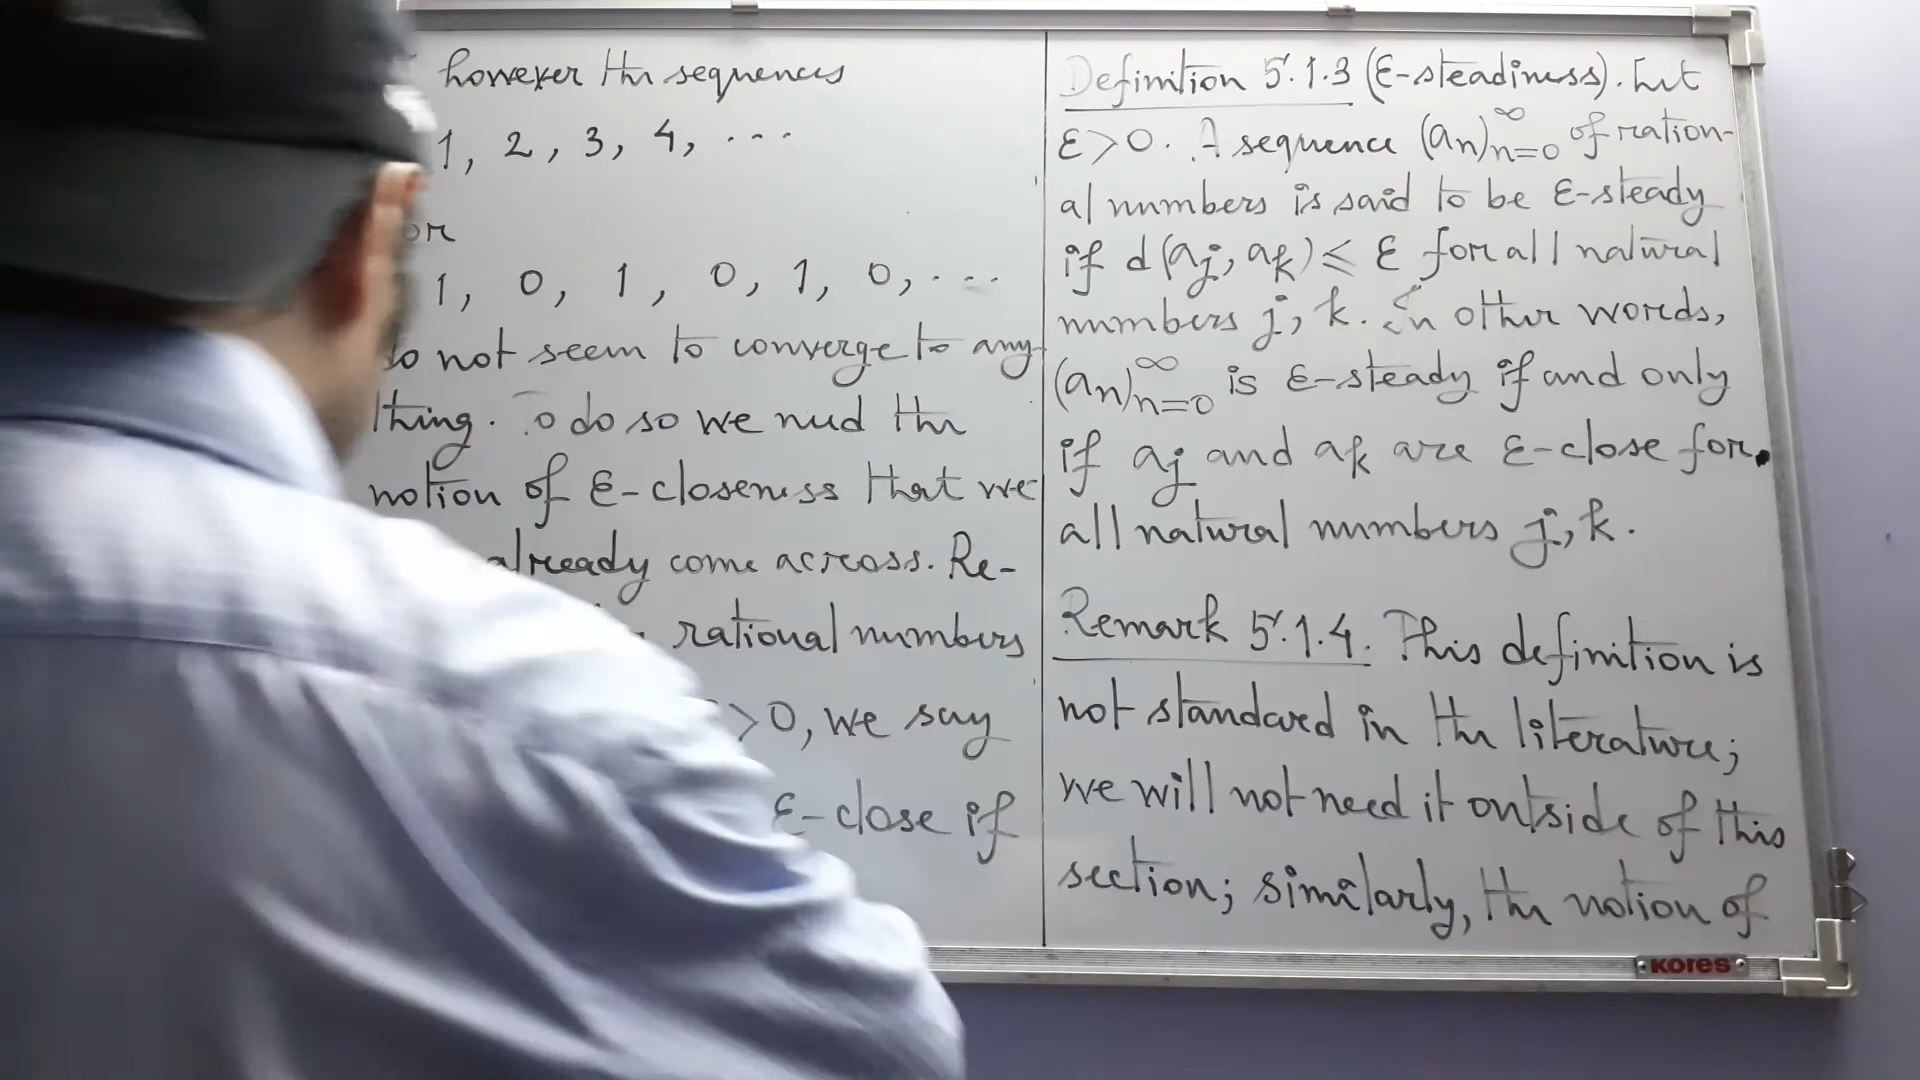 however the sequences
1, 2, 3, 4, ...
or
1, 0, 1, 0, 1, 0, ...
do not seem to converge to any
thing. To do so we need the
notion of ε-closeness that we
already come across. Re-
rational numbers
>0, we say
ε-close if
Definition 5.1.3 (ε-steadiness). Let
ε>0. A sequence (an)∞n=0 of ration-
al numbers is said to be ε-steady
if d(aj, ak) ⩽ ε for all natural
numbers j, k. In other words,
(an)∞n=0 is ε-steady if and only
if aj and ak are ε-close for
all natural numbers j, k.
Remark 5.1.4. This definition is
not standard in the literature;
we will not need it outside of this
section; similarly, the notion of
KORES